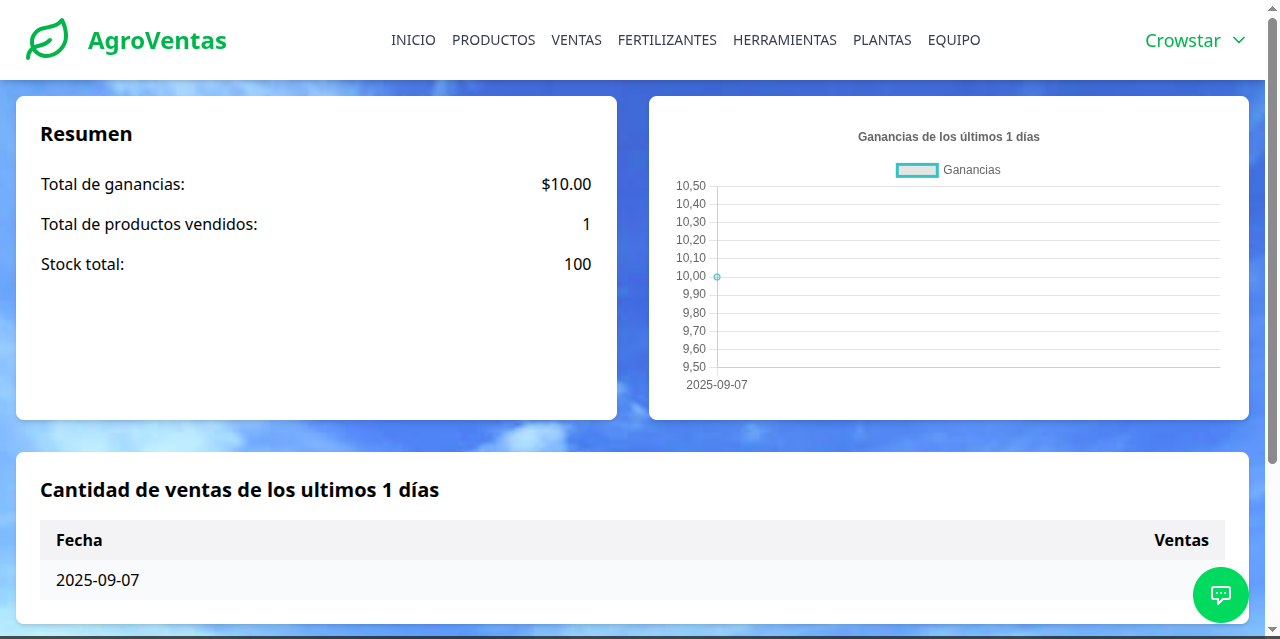 AgroVentas
INICIO PRODUCTOS VENTAS FERTILIZANTES HERRAMIENTAS PLANTAS EQUIPO
Crowstar
Resumen
Total de ganancias: $10.00
Total de productos vendidos: 1
Stock total: 100
Ganancias de los últimos 1 días
Ganancias
10,50
10,40
10,30
10,20
10,10
10,00
9,90
9,80
9,70
9,60
9,50
2025-09-07
Cantidad de ventas de los ultimos 1 días
Fecha Ventas
2025-09-07